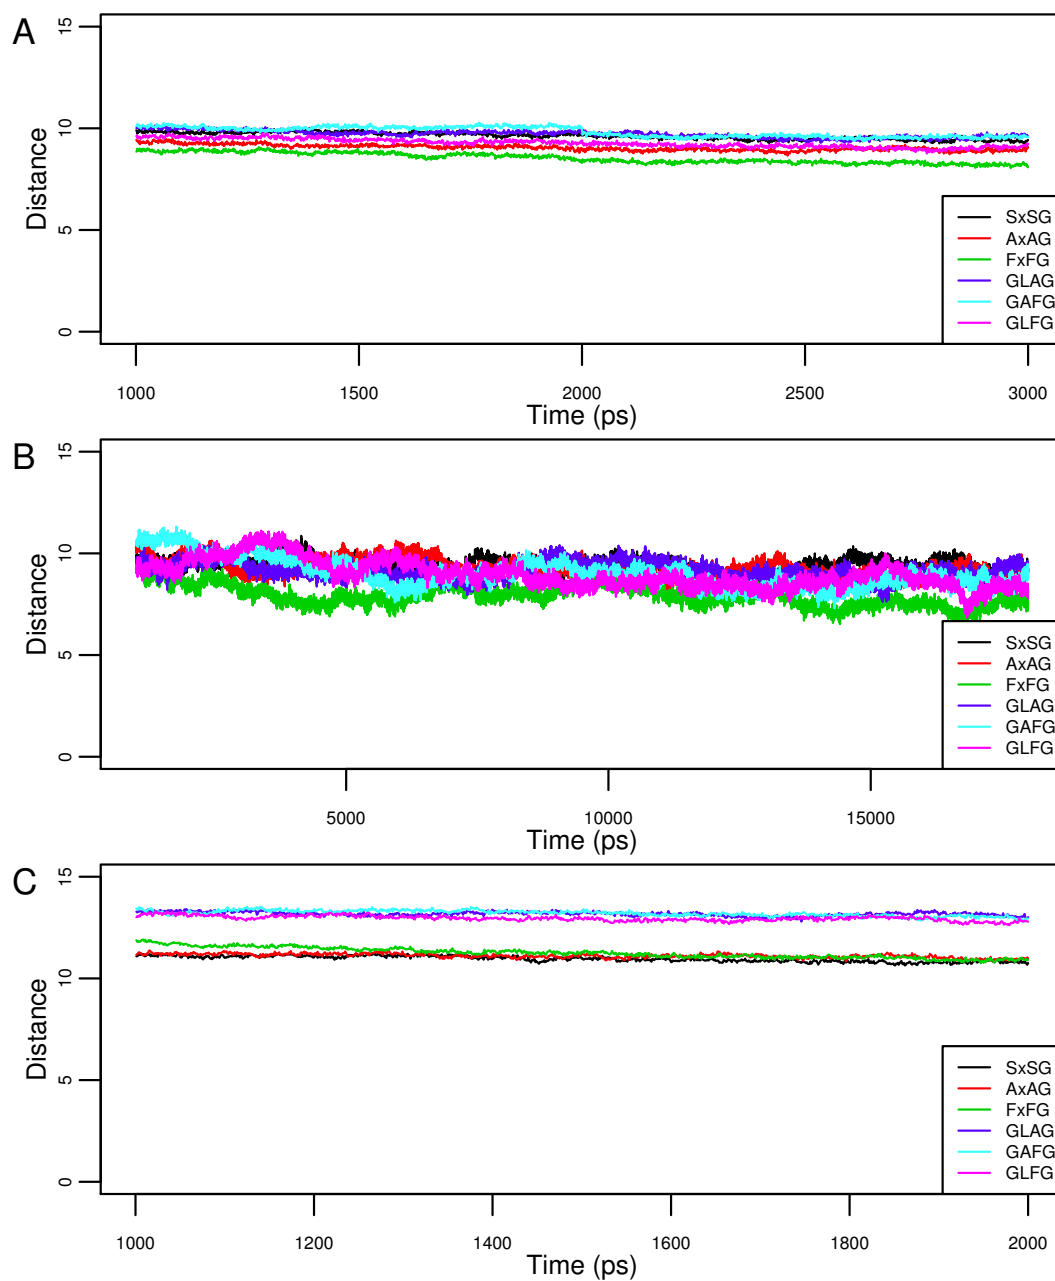 A
15
10
5
0
Distance
SxSG
AxAG
FxFG
GLAG
GAFG
GLFG
1000 1500 2000 2500 3000
Time (ps)
B
15
10
5
0
Distance
SxSG
AxAG
FxFG
GLAG
GAFG
GLFG
5000 10000 15000
Time (ps)
C
15
10
5
0
Distance
SxSG
AxAG
FxFG
GLAG
GAFG
GLFG
1000 1200 1400 1600 1800 2000
Time (ps)